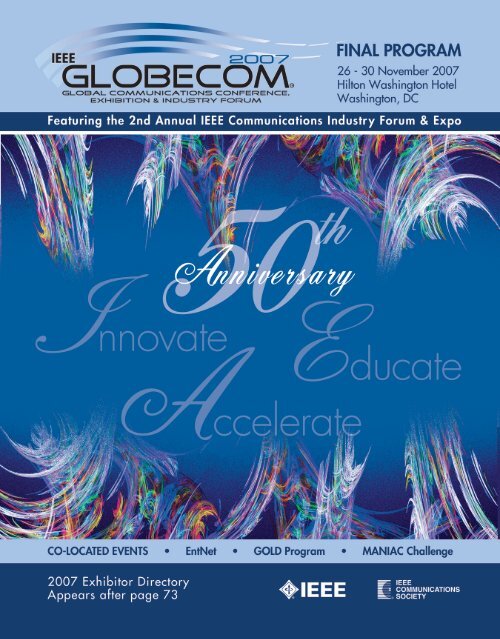 IEEE 2007
GLOBECOM®
GLOBAL COMMUNICATIONS CONFERENCE,
EXHIBITION & INDUSTRY FORUM
FINAL PROGRAM
26 - 30 November 2007
Hilton Washington Hotel
Washington, DC
Featuring the 2nd Annual IEEE Communications Industry Forum & Expo
50th
Anniversary
Innovate
Educate
Accelerate
CO-LOCATED EVENTS • EntNet • GOLD Program • MANIAC Challenge
2007 Exhibitor Directory
Appears after page 73
IEEE
IEEE
COMMUNICATIONS
SOCIETY